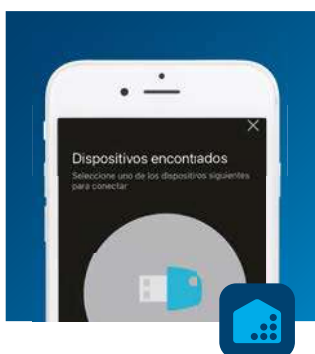 Dispositivos encontrados
Seleccione uno de los dispositivos siguientes
para conectar